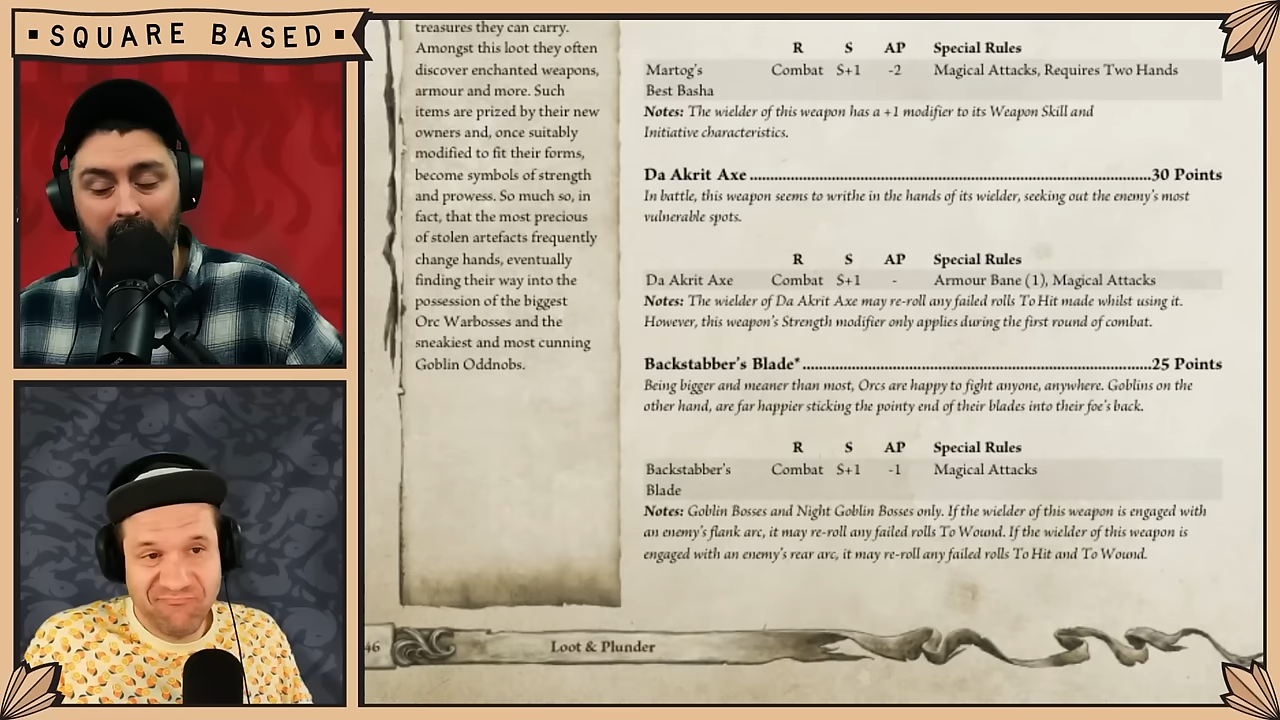 ▪ SQUARE BASED ▪
treasures they can carry.
Amongst this loot they often
discover enchanted weapons,
armour and more. Such
items are prized by their new
owners and, once suitably
modified to fit their forms,
become symbols of strength
and prowess. So much so, in
fact, that the most precious
of stolen artefacts frequently
change hands, eventually
finding their way into the
possession of the biggest
Orc Warbosses and the
sneakiest and most cunning
Goblin Oddnobs.
R S AP Special Rules
Martog's Combat S+1 -2 Magical Attacks, Requires Two Hands
Best Basha
Notes: The wielder of this weapon has a +1 modifier to its Weapon Skill and
Initiative characteristics.
Da Akrit Axe ........ 30 Points
In battle, this weapon seems to writhe in the hands of its wielder, seeking out the enemy's most
vulnerable spots.
R S AP Special Rules
Da Akrit Axe Combat S+1 - Armour Bane (1), Magical Attacks
Notes: The wielder of Da Akrit Axe may re-roll any failed rolls To Hit made whilst using it.
However, this weapon's Strength modifier only applies during the first round of combat.
Backstabber's Blade* ........ 25 Points
Being bigger and meaner than most, Orcs are happy to fight anyone, anywhere. Goblins on the
other hand, are far happier sticking the pointy end of their blades into their foe's back.
R S AP Special Rules
Backstabber's Combat S+1 -1 Magical Attacks
Blade
Notes: Goblin Bosses and Night Goblin Bosses only. If the wielder of this weapon is engaged with
an enemy's flank arc, it may re-roll any failed rolls To Wound. If the wielder of this weapon is
engaged with an enemy's rear arc, it may re-roll any failed rolls To Hit and To Wound.
46 Loot & Plunder